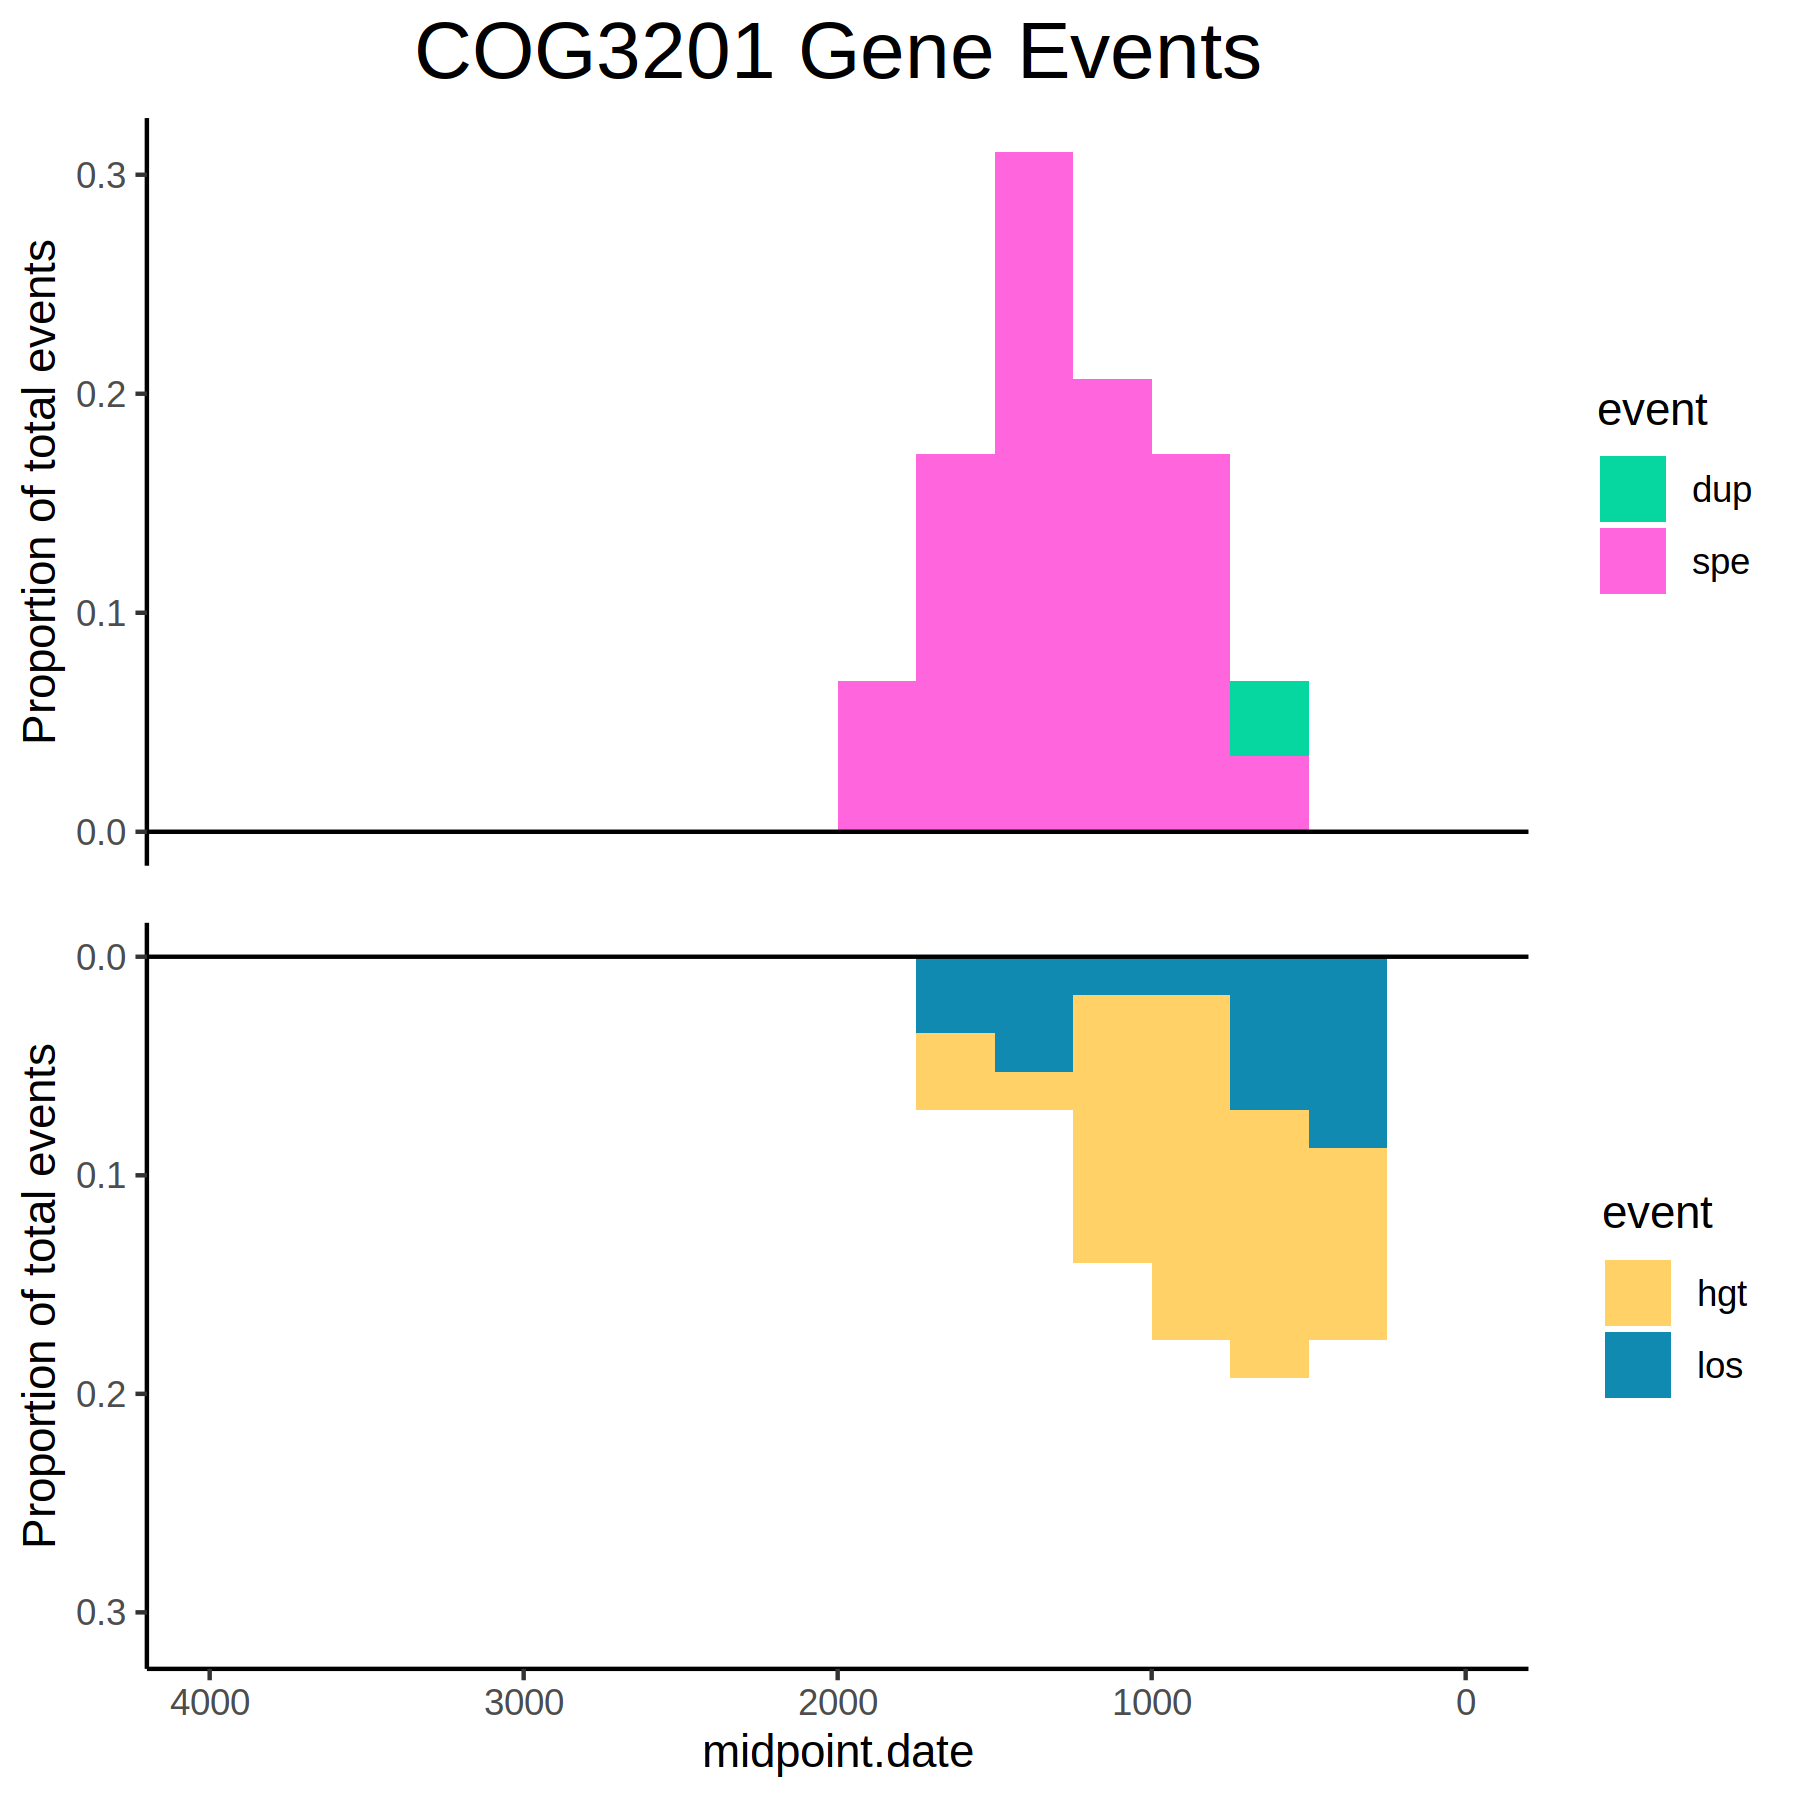 COG3201 Gene Events
Proportion of total events
0.3
0.2
0.1
0.0
event
dup
spe
Proportion of total events
0.0
0.1
0.2
0.3
event
hgt
los
4000 3000 2000 1000 0
midpoint.date